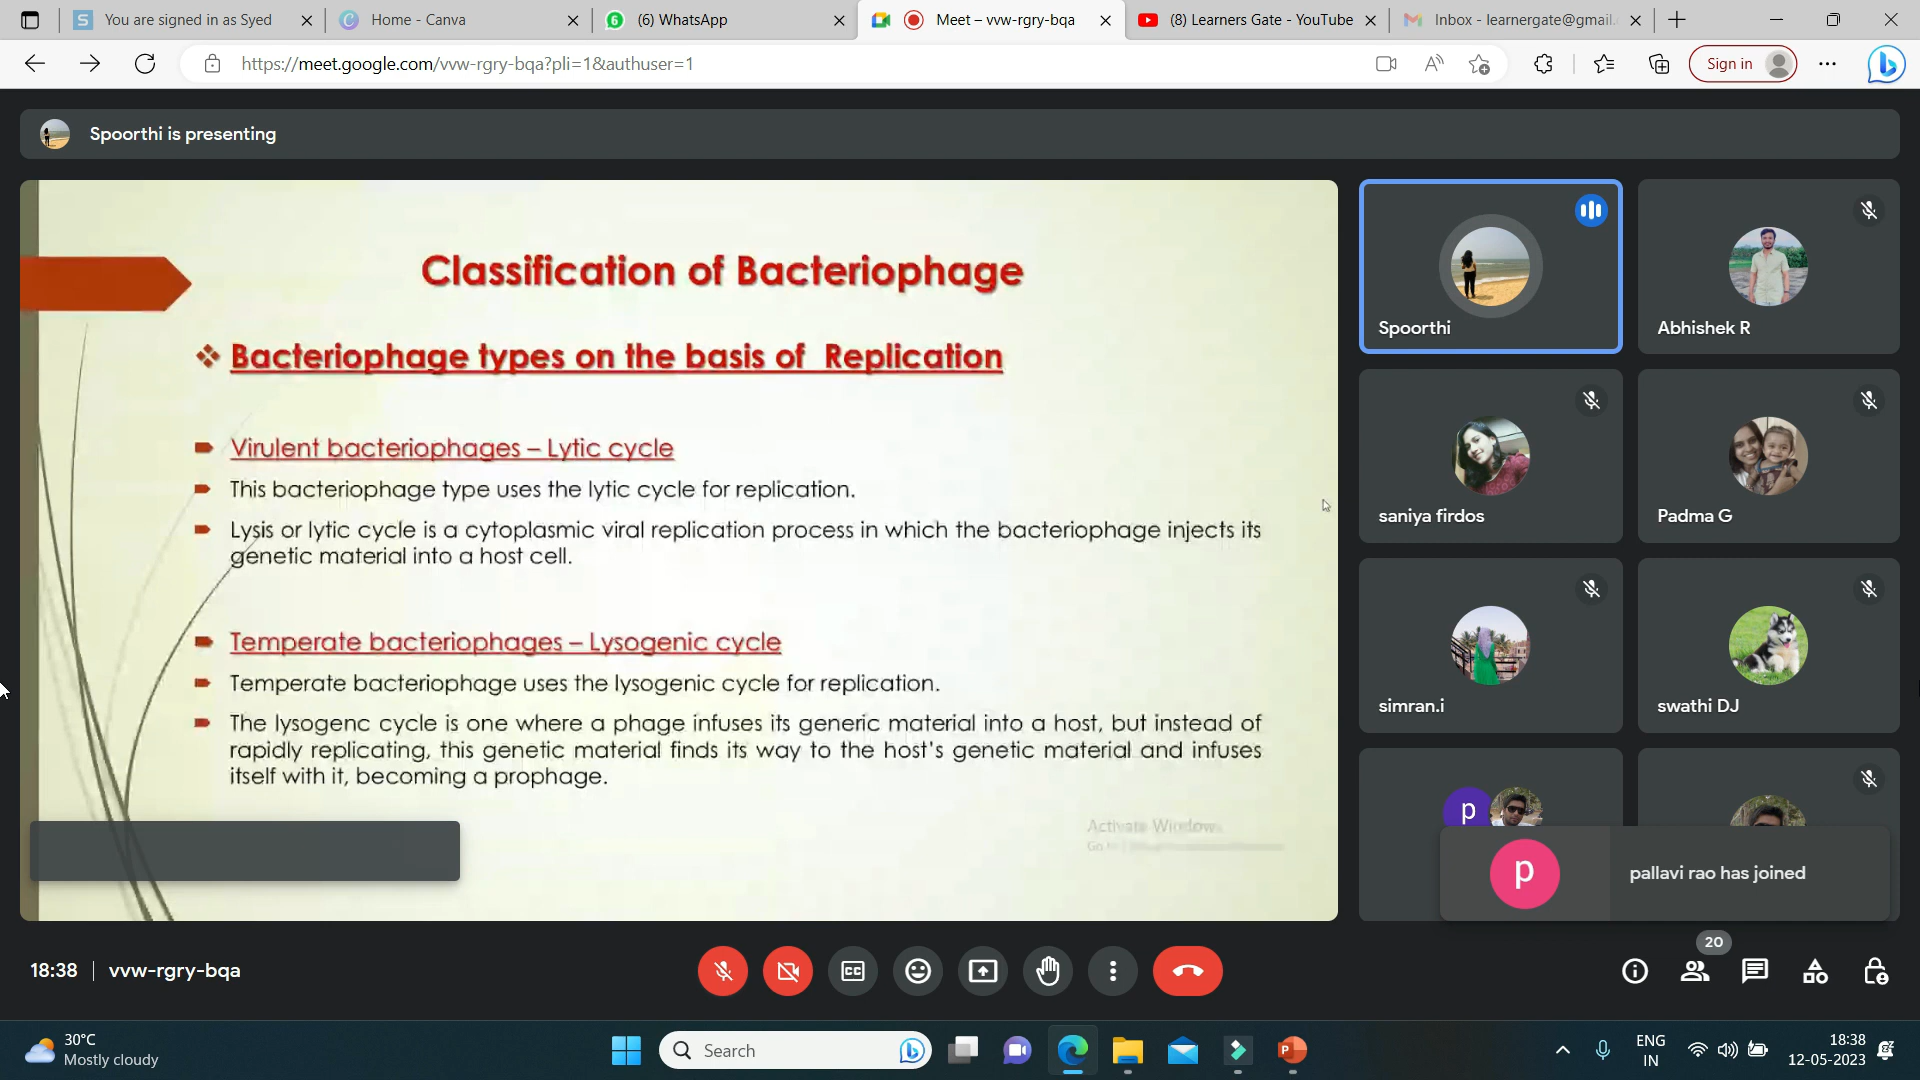 You are signed in as Syed
Home - Canva
(6) WhatsApp
Meet – vvw-rgry-bqa
(8) Learners Gate - YouTube
Inbox - learnergate@gmail.
https://meet.google.com/vvw-rgry-bqa?pli=1&authuser=1
Sign in
Spoorthi is presenting
Classification of Bacteriophage
Bacteriophage types on the basis of Replication
Virulent bacteriophages – Lytic cycle
This bacteriophage type uses the lytic cycle for replication.
Lysis or lytic cycle is a cytoplasmic viral replication process in which the bacteriophage injects its
genetic material into a host cell.
Temperate bacteriophages – Lysogenic cycle
Temperate bacteriophage uses the lysogenic cycle for replication.
The lysogenc cycle is one where a phage infuses its generic material into a host, but instead of
rapidly replicating, this genetic material finds its way to the host's genetic material and infuses
itself with it, becoming a prophage.
Activate Windows
Go to
Spoorthi
Abhishek R
saniya firdos
Padma G
simran.i
swathi DJ
p
p
pallavi rao has joined
18:38
vvw-rgry-bqa
20
30°C
Mostly cloudy
Search
ENG
IN
18:38
12-05-2023